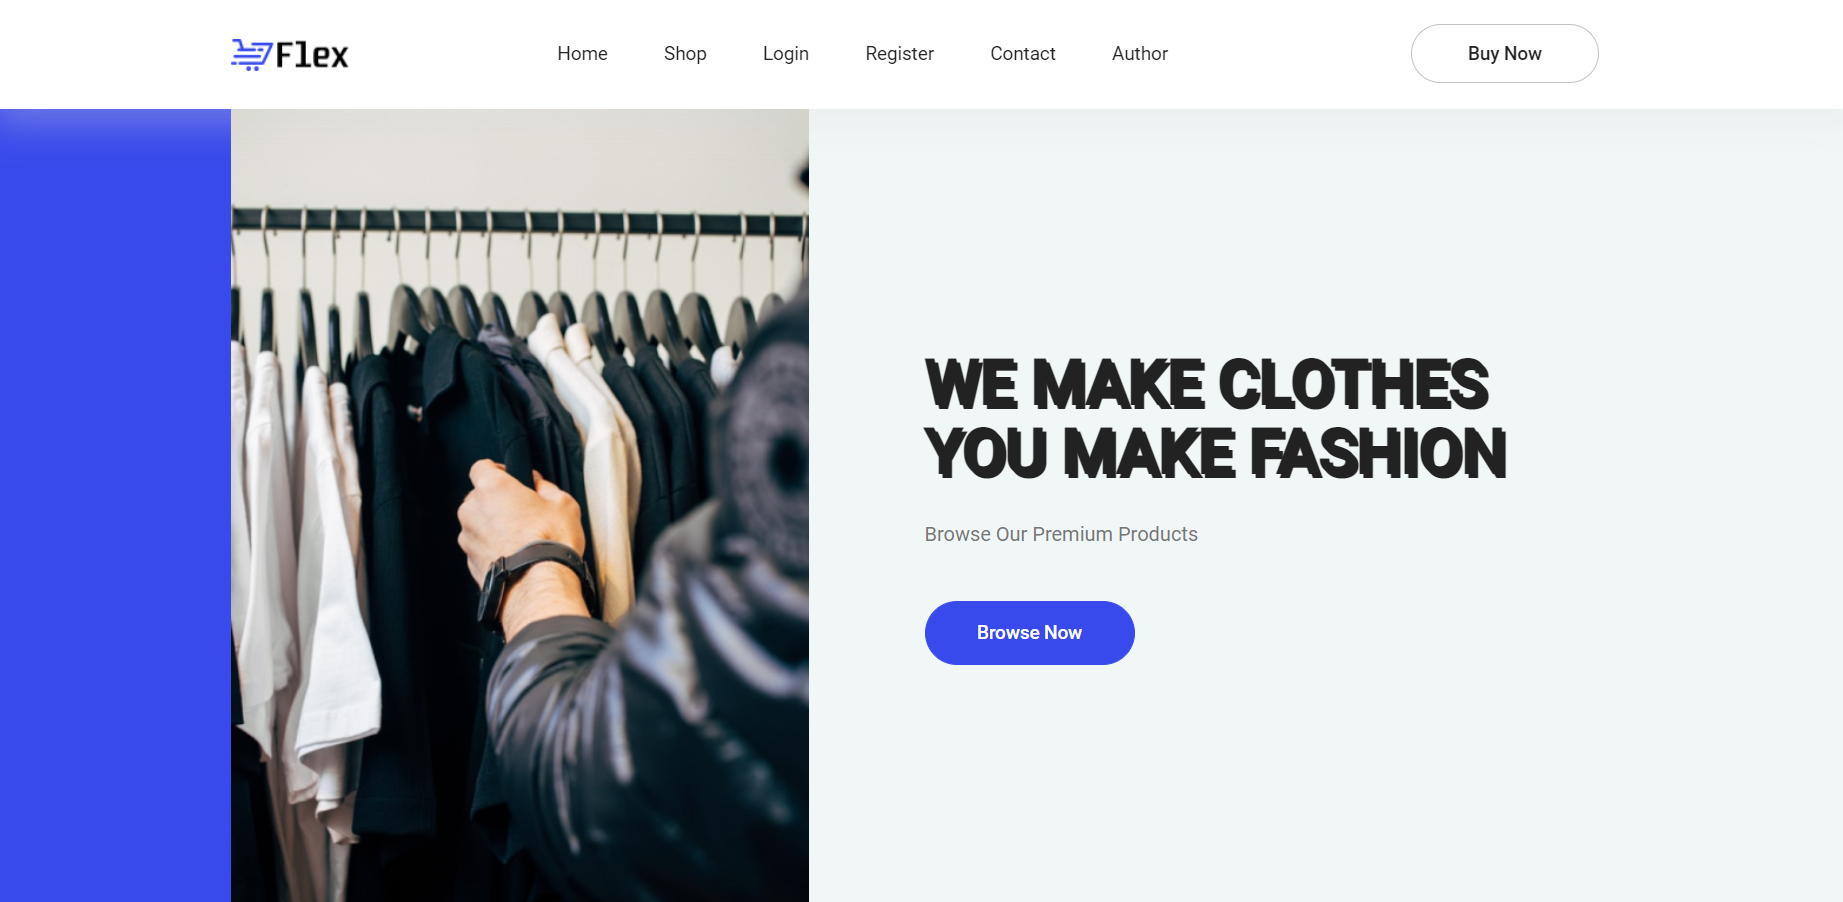 Flex
Home Shop Login Register Contact Author
Buy Now
WE MAKE CLOTHES
YOU MAKE FASHION
Browse Our Premium Products
Browse Now